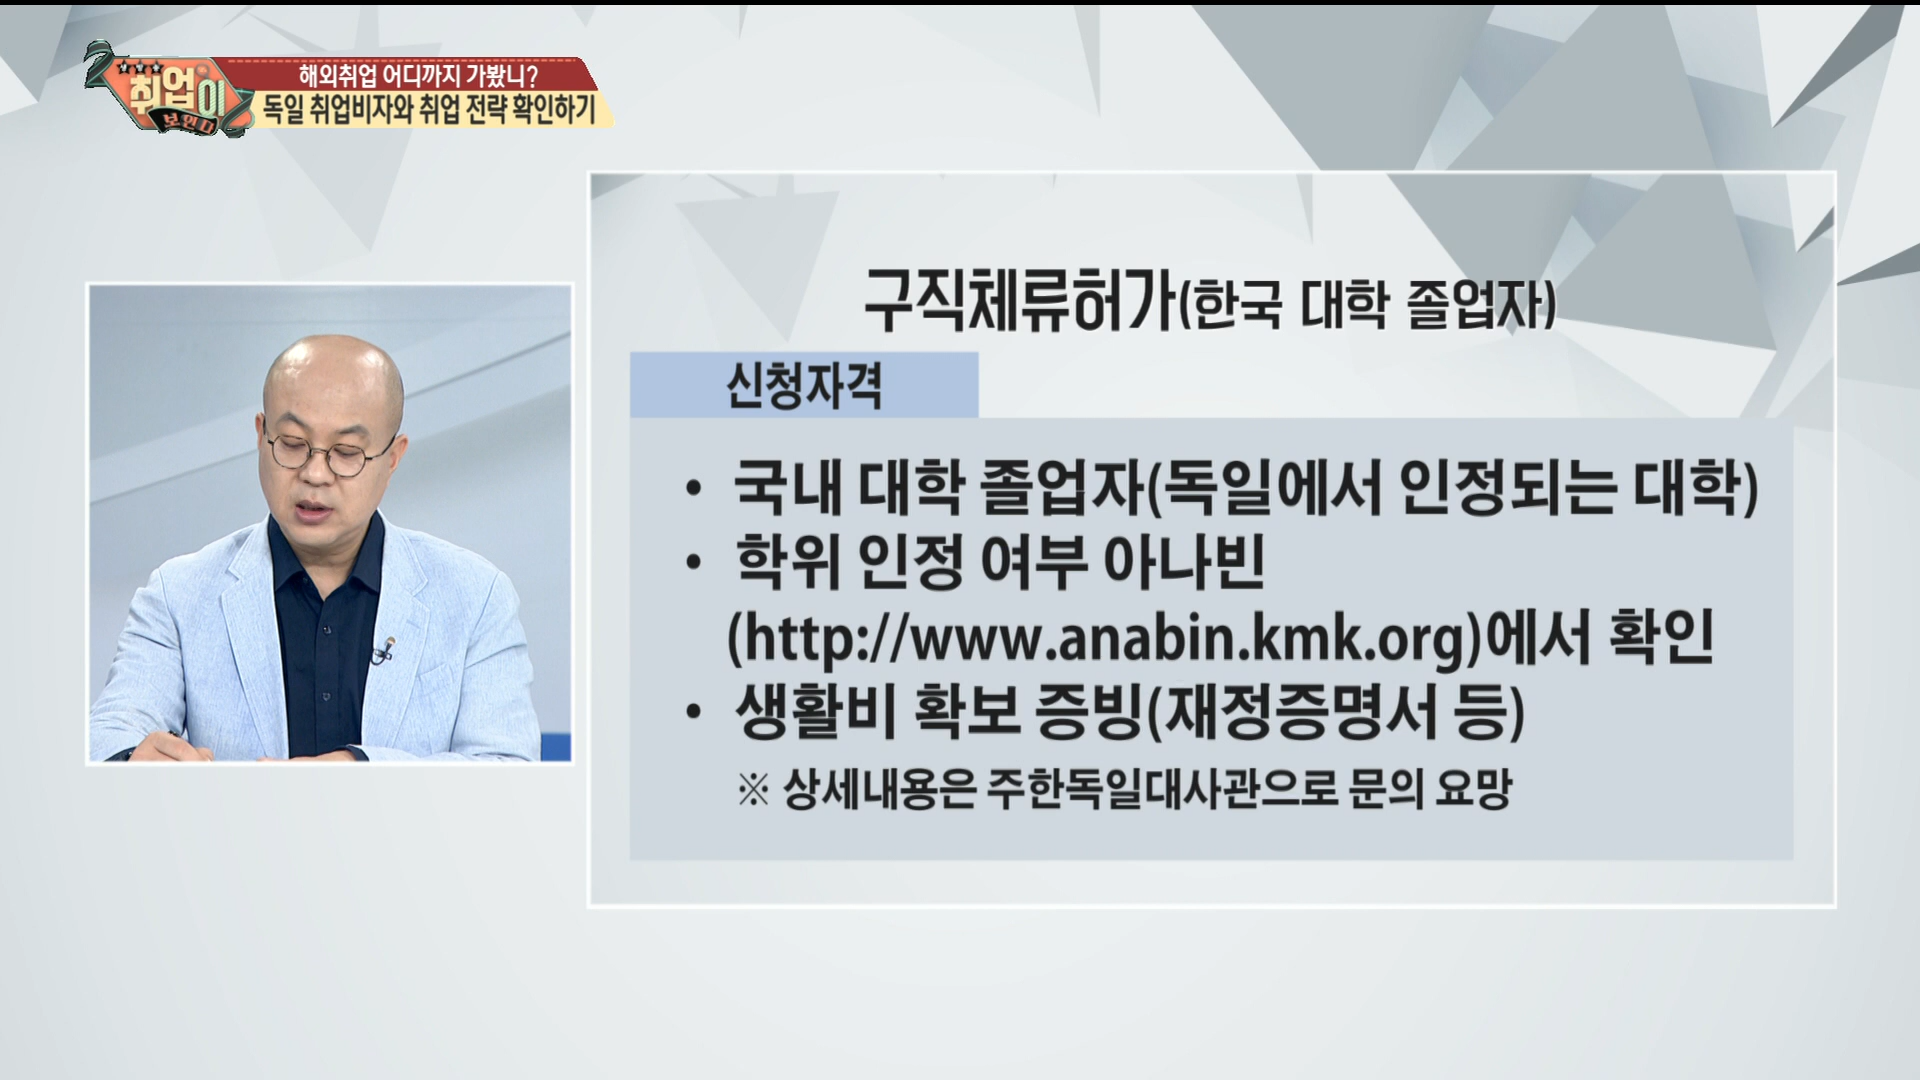 취업이
보인다
해외취업 어디까지 가봤니?
독일 취업비자와 취업 전략 확인하기
구직체류허가(한국 대학 졸업자)
신청자격
• 국내 대학 졸업자(독일에서 인정되는 대학)
• 학위 인정 여부 아나빈
(http://www.anabin.kmk.org)에서 확인
• 생활비 확보 증빙(재정증명서 등)
※ 상세내용은 주한독일대사관으로 문의 요망